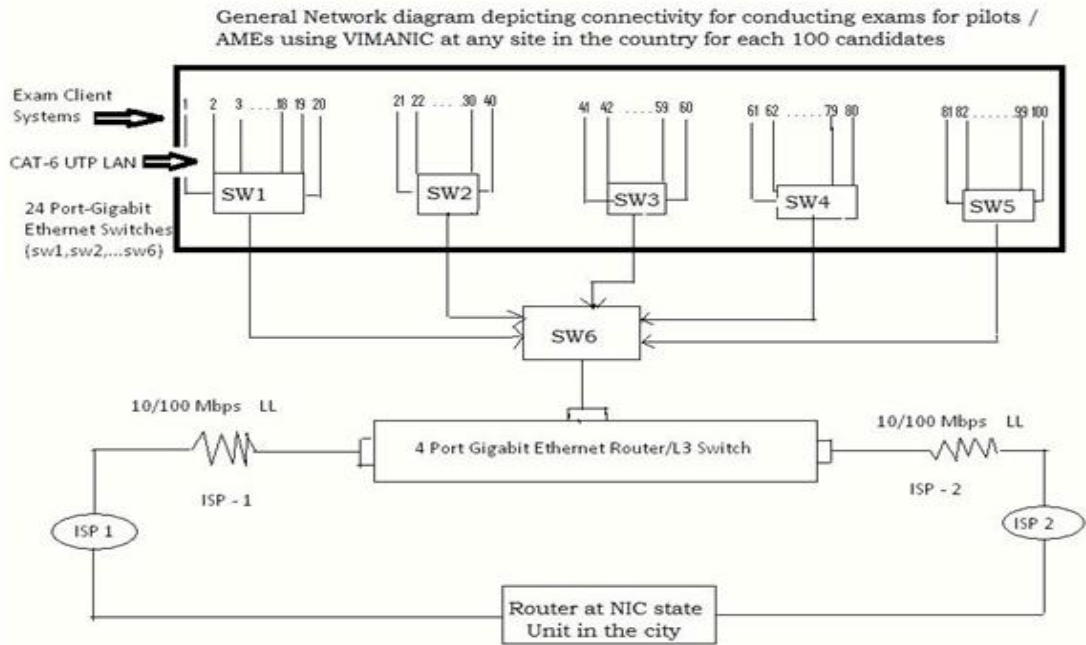 General Network diagram depicting connectivity for conducting exams for pilots /
AMEs using VIMANIC at any site in the country for each 100 candidates
Exam Client
Systems
1 2 3 ..... 18 19 20
21 22 .... 30 40
41 42 ...... 59 60
61 62 ...... 79 80
81 82 ....... 99 100
CAT-6 UTP LAN
SW1
SW2
SW3
SW4
SW5
24 Port-Gigabit
Ethernet Switches
(sw1,sw2,...sw6)
SW6
10/100 Mbps LL
10/100 Mbps LL
4 Port Gigabit Ethernet Router/L3 Switch
ISP - 1
ISP - 2
ISP 1
ISP 2
Router at NIC state
Unit in the city